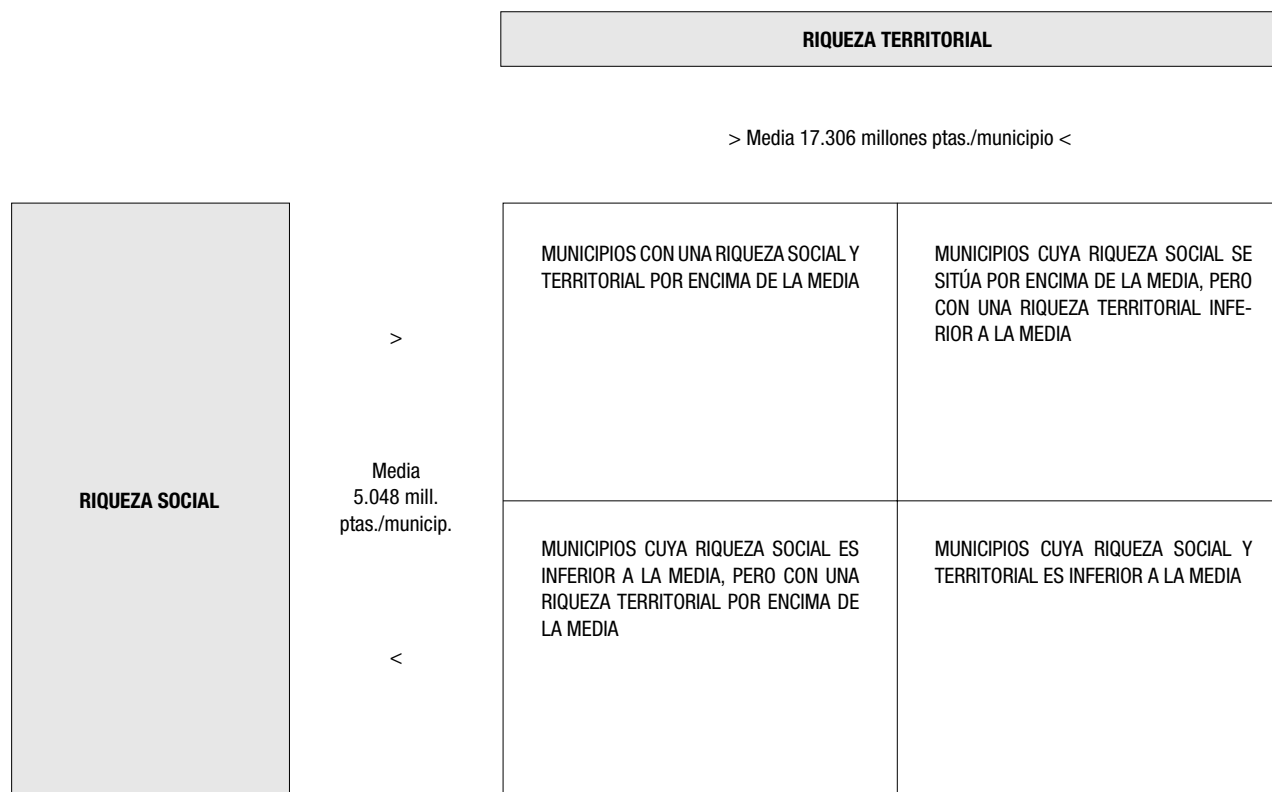 RIQUEZA TERRITORIAL
> Media 17.306 millones ptas./municipio <
MUNICIPIOS CON UNA RIQUEZA SOCIAL Y
TERRITORIAL POR ENCIMA DE LA MEDIA
MUNICIPIOS CUYA RIQUEZA SOCIAL SE
SITÚA POR ENCIMA DE LA MEDIA, PERO
CON UNA RIQUEZA TERRITORIAL INFE-
RIOR A LA MEDIA
>
RIQUEZA SOCIAL
Media
5.048 mill.
ptas./municip.
MUNICIPIOS CUYA RIQUEZA SOCIAL ES
INFERIOR A LA MEDIA, PERO CON UNA
RIQUEZA TERRITORIAL POR ENCIMA DE
LA MEDIA
MUNICIPIOS CUYA RIQUEZA SOCIAL Y
TERRITORIAL ES INFERIOR A LA MEDIA
<